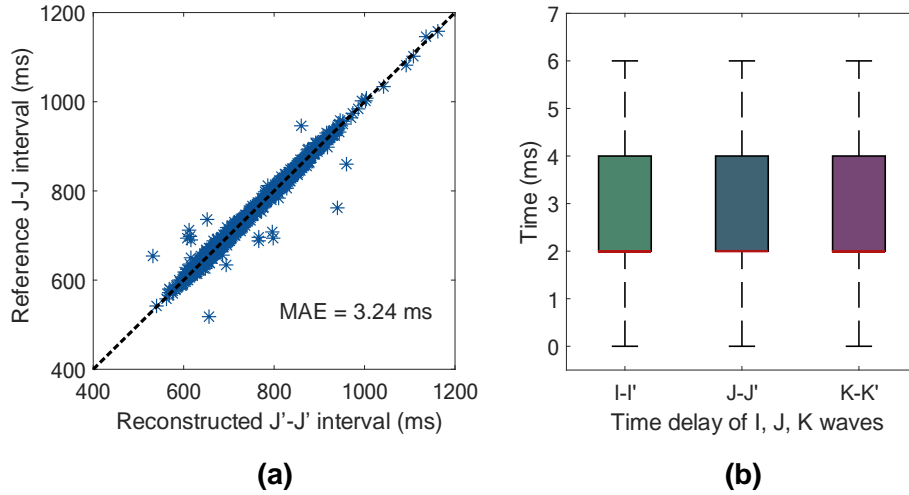 1200
1000
800
600
400
Reference J-J interval (ms)
MAE = 3.24 ms
400 600 800 1000 1200
Reconstructed J'-J' interval (ms)
(a)
7
6
5
4
3
2
1
0
Time (ms)
I-I' J-J' K-K'
Time delay of I, J, K waves
(b)